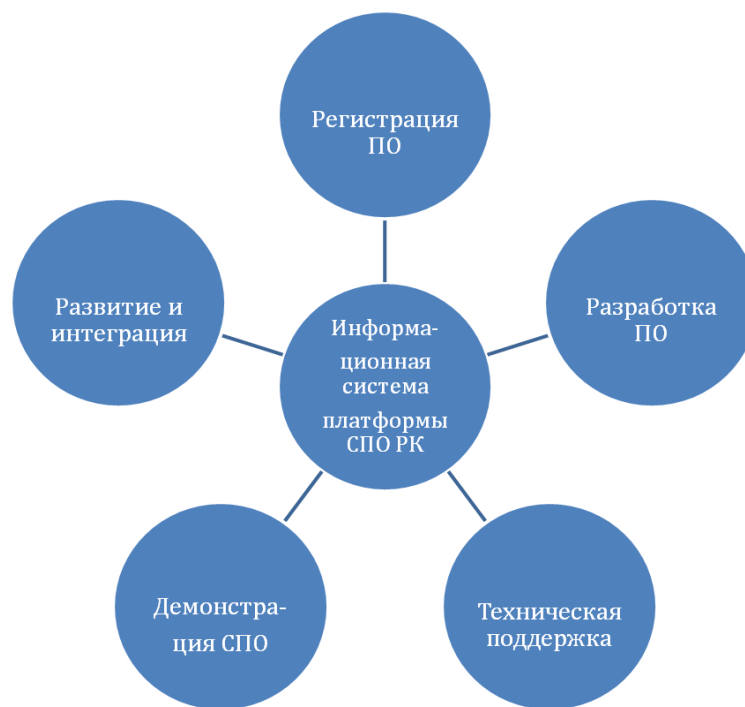 Регистрация
ПО
Развитие и
интеграция
Разработка
ПО
Информа-
ционная
система
платформы
СПО РК
Демонстра-
ция СПО
Техническая
поддержка